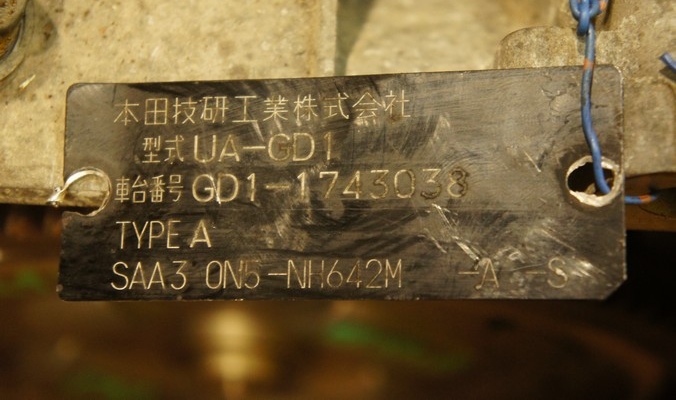 本田技研工業株式会社
型式 UA-GD1
車台番号 GD1-1743038
TYPE A
SAA3 0N5-NH642M -A -S